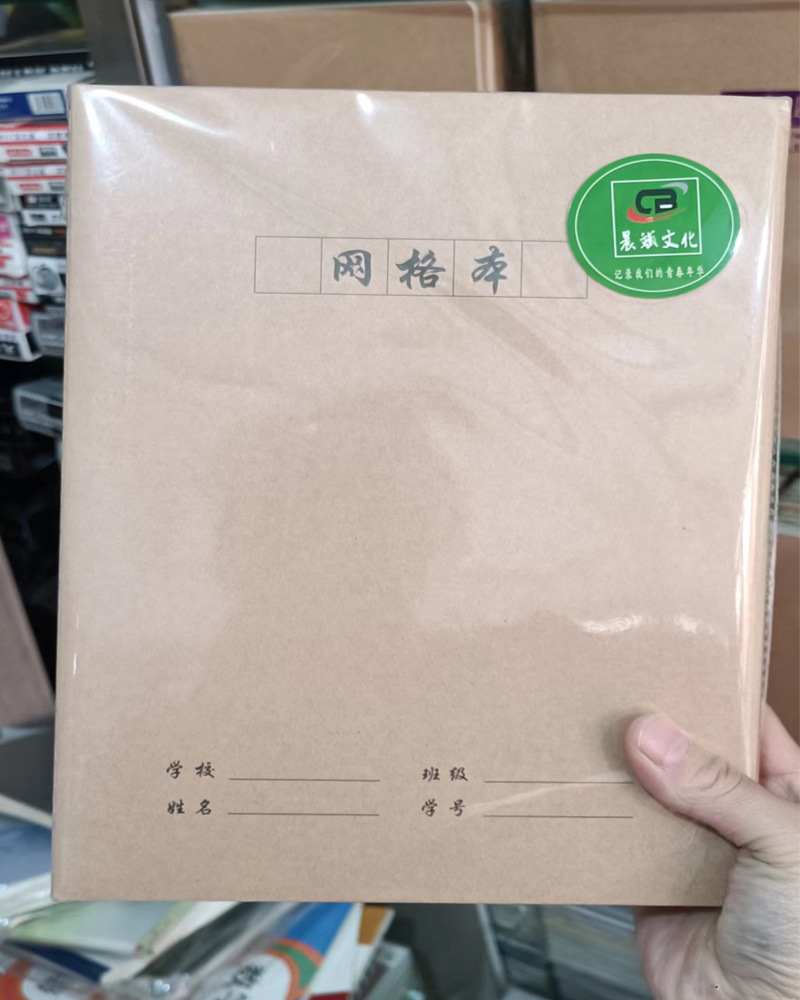 CB
晨斌文化
记录我们的青春年华
网格本
学校 班级
姓名 学号